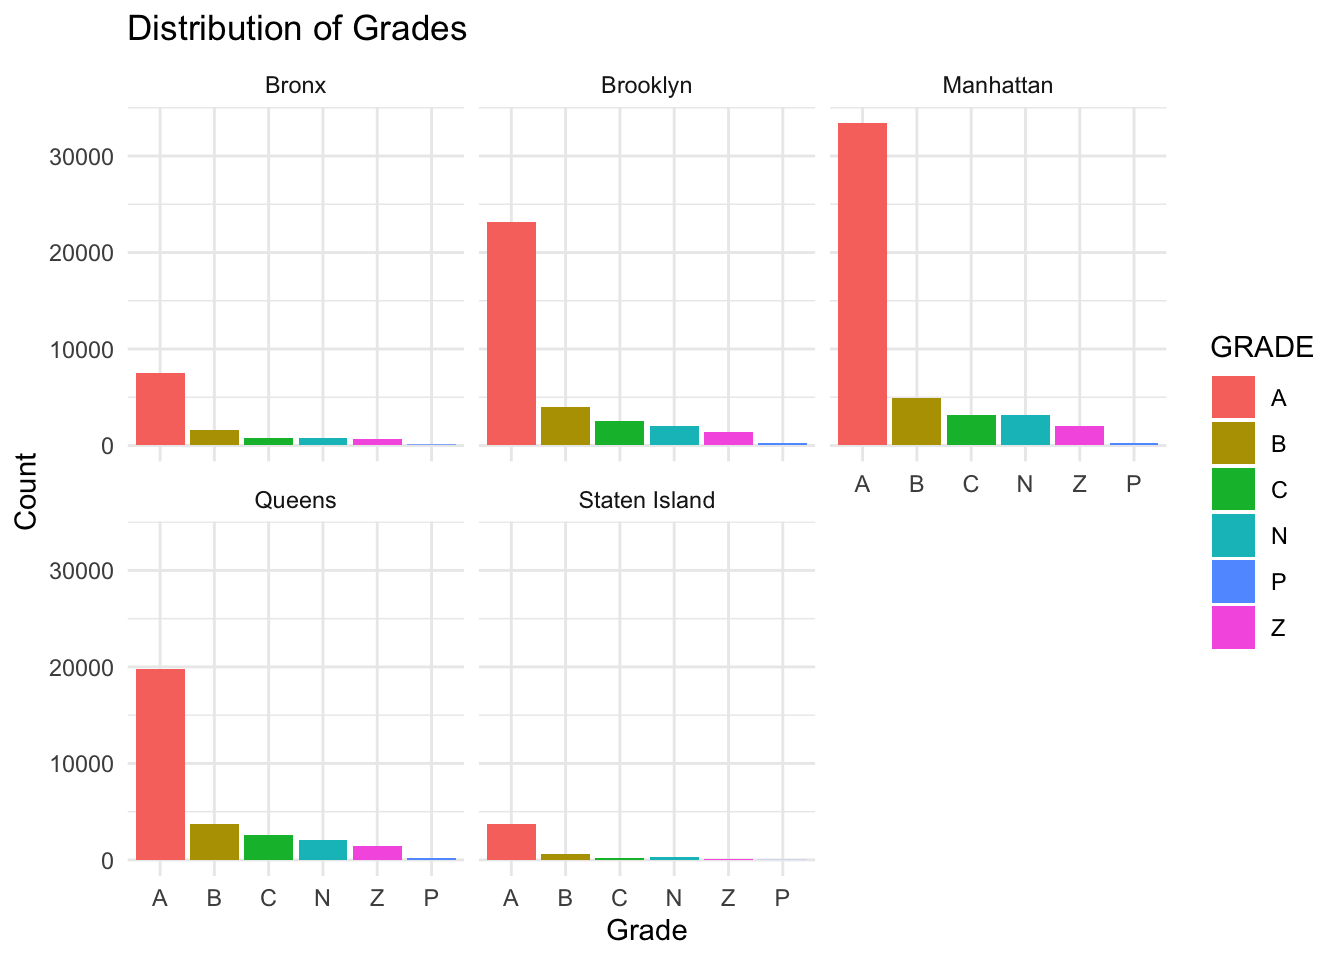 Distribution of Grades
Bronx
Brooklyn
Manhattan
30000
20000
10000
0
A B C N Z P
Queens
Staten Island
30000
20000
10000
0
A B C N Z P
A B C N Z P
Count
Grade
GRADE
A
B
C
N
P
Z